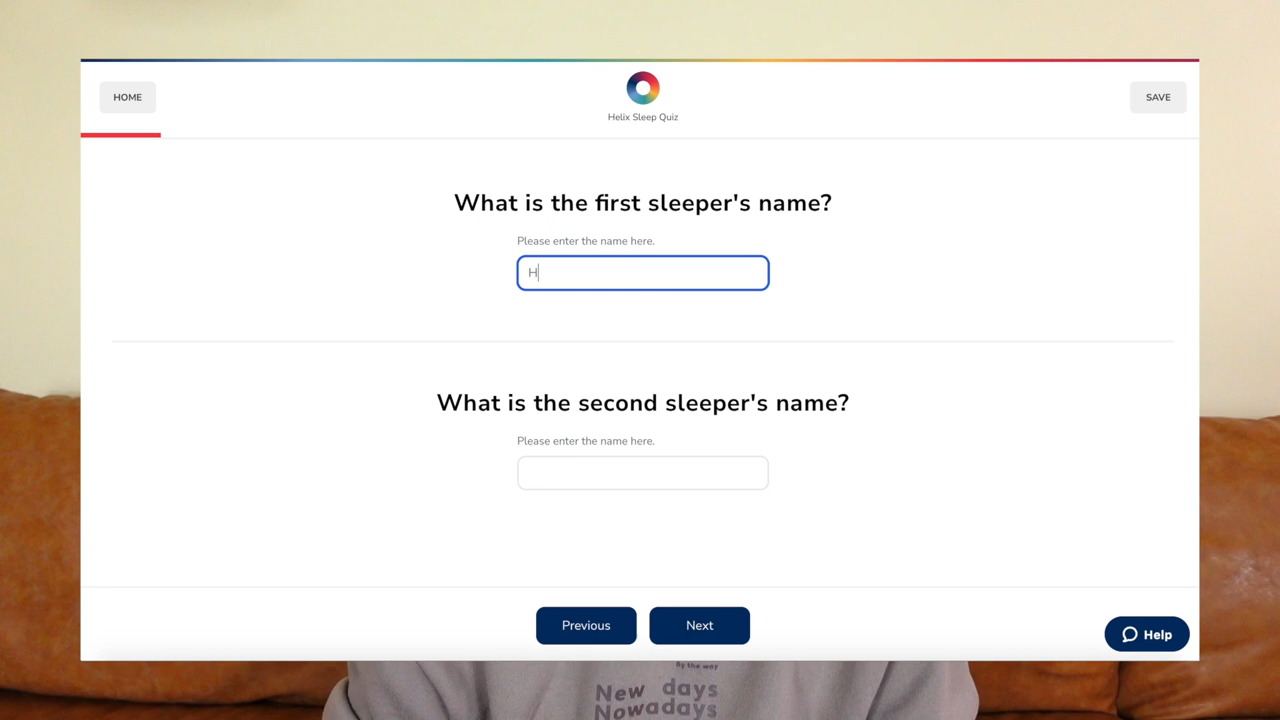 HOME
Helix Sleep Quiz
SAVE
What is the first sleeper's name?
Please enter the name here.
H
What is the second sleeper's name?
Please enter the name here.
Previous
Next
Help
By the way
New days
Nowadays